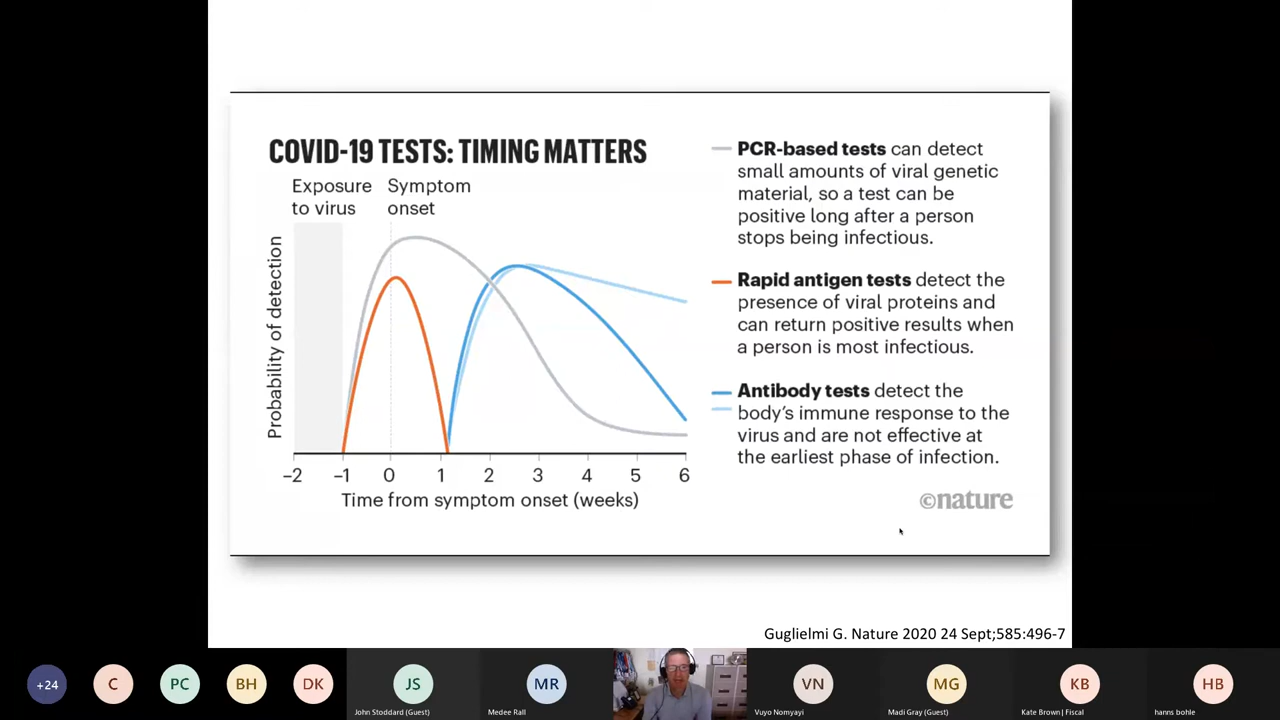 COVID-19 TESTS: TIMING MATTERS
Exposure
to virus
Symptom
onset
Probability of detection
−2 −1 0 1 2 3 4 5 6
Time from symptom onset (weeks)
PCR-based tests can detect
small amounts of viral genetic
material, so a test can be
positive long after a person
stops being infectious.
Rapid antigen tests detect the
presence of viral proteins and
can return positive results when
a person is most infectious.
Antibody tests detect the
body's immune response to the
virus and are not effective at
the earliest phase of infection.
©nature
Guglielmi G. Nature 2020 24 Sept;585:496-7
+24
C
PC
BH
DK
JS
John Stoddard (Guest)
MR
Medee Rall
VN
Vuyo Nomyayi
MG
Madi Gray (Guest)
KB
Kate Brown | Fiscal
HB
hanns bohle